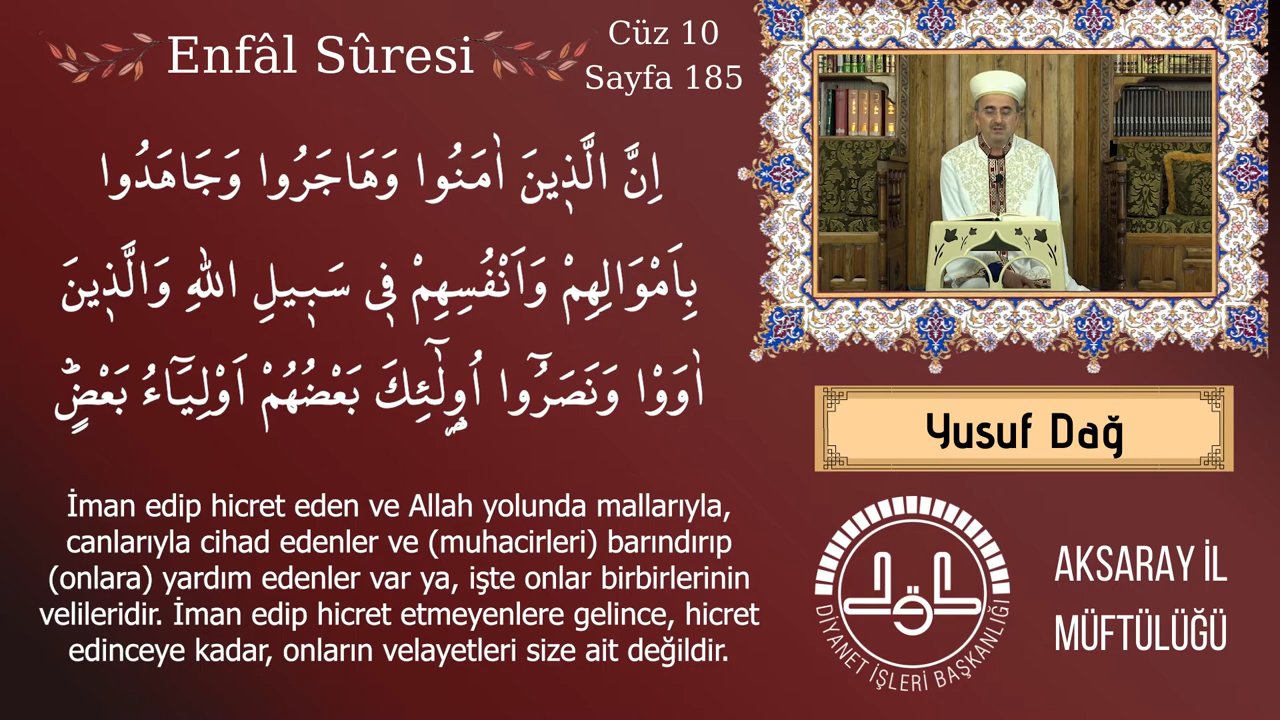 Enfâl Sûresi
Cüz 10
Sayfa 185
اِنَّ الَّذ۪ينَ اٰمَنُوا وَهَاجَرُوا وَجَاهَدُوا
بِاَمْوَالِهِمْ وَاَنْفُسِهِمْ ف۪ي سَب۪يلِ اللهِ وَالَّذ۪ينَ
اٰوَوْا وَنَصَرُٓوا اُو۬لٰٓئِكَ بَعْضُهُمْ اَوْلِيَٓاءُ بَعْضٍۜ
İman edip hicret eden ve Allah yolunda mallarıyla,
canlarıyla cihad edenler ve (muhacirleri) barındırıp
(onlara) yardım edenler var ya, işte onlar birbirlerinin
velileridir. İman edip hicret etmeyenlere gelince, hicret
edinceye kadar, onların velayetleri size ait değildir.
Yusuf Dağ
DİYANET İŞLERİ BAŞKANLIĞI
AKSARAY İL
MÜFTÜLÜĞÜ